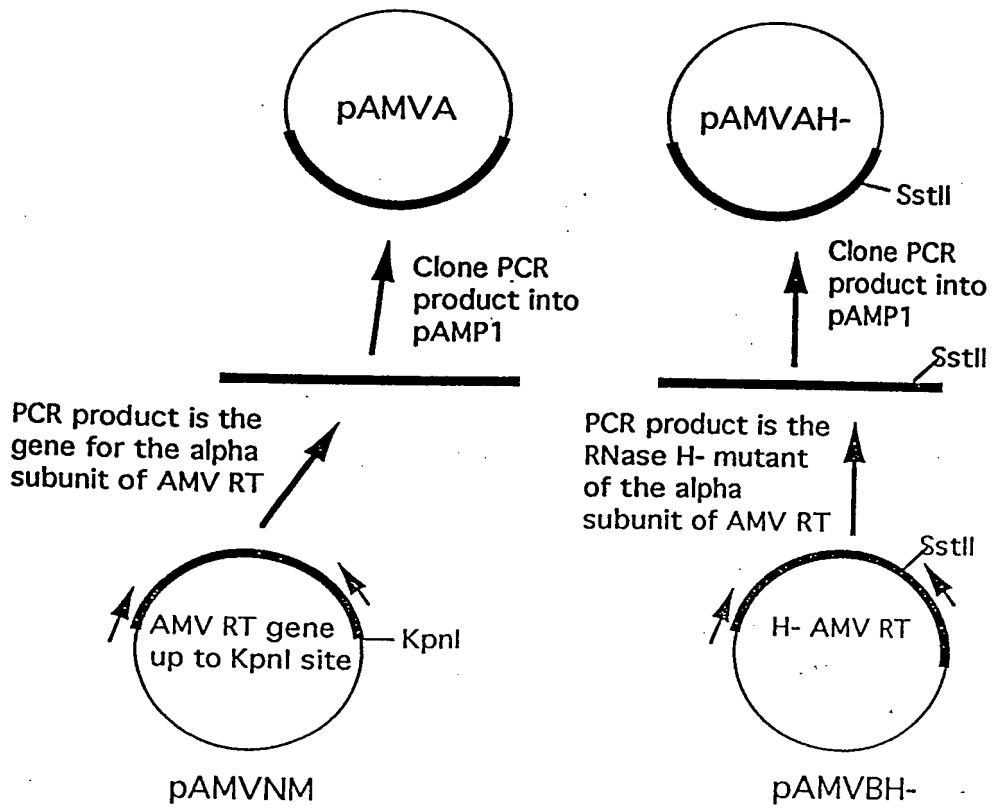 pAMVA
pAMVAH-
SstII
Clone PCR
product into
pAMP1
Clone PCR
product into
pAMP1
SstII
PCR product is the
gene for the alpha
subunit of AMV RT
PCR product is the
RNase H- mutant
of the alpha
subunit of AMV RT
SstII
AMV RT gene
up to KpnI site
KpnI
H- AMV RT
pAMVNM
pAMVBH-